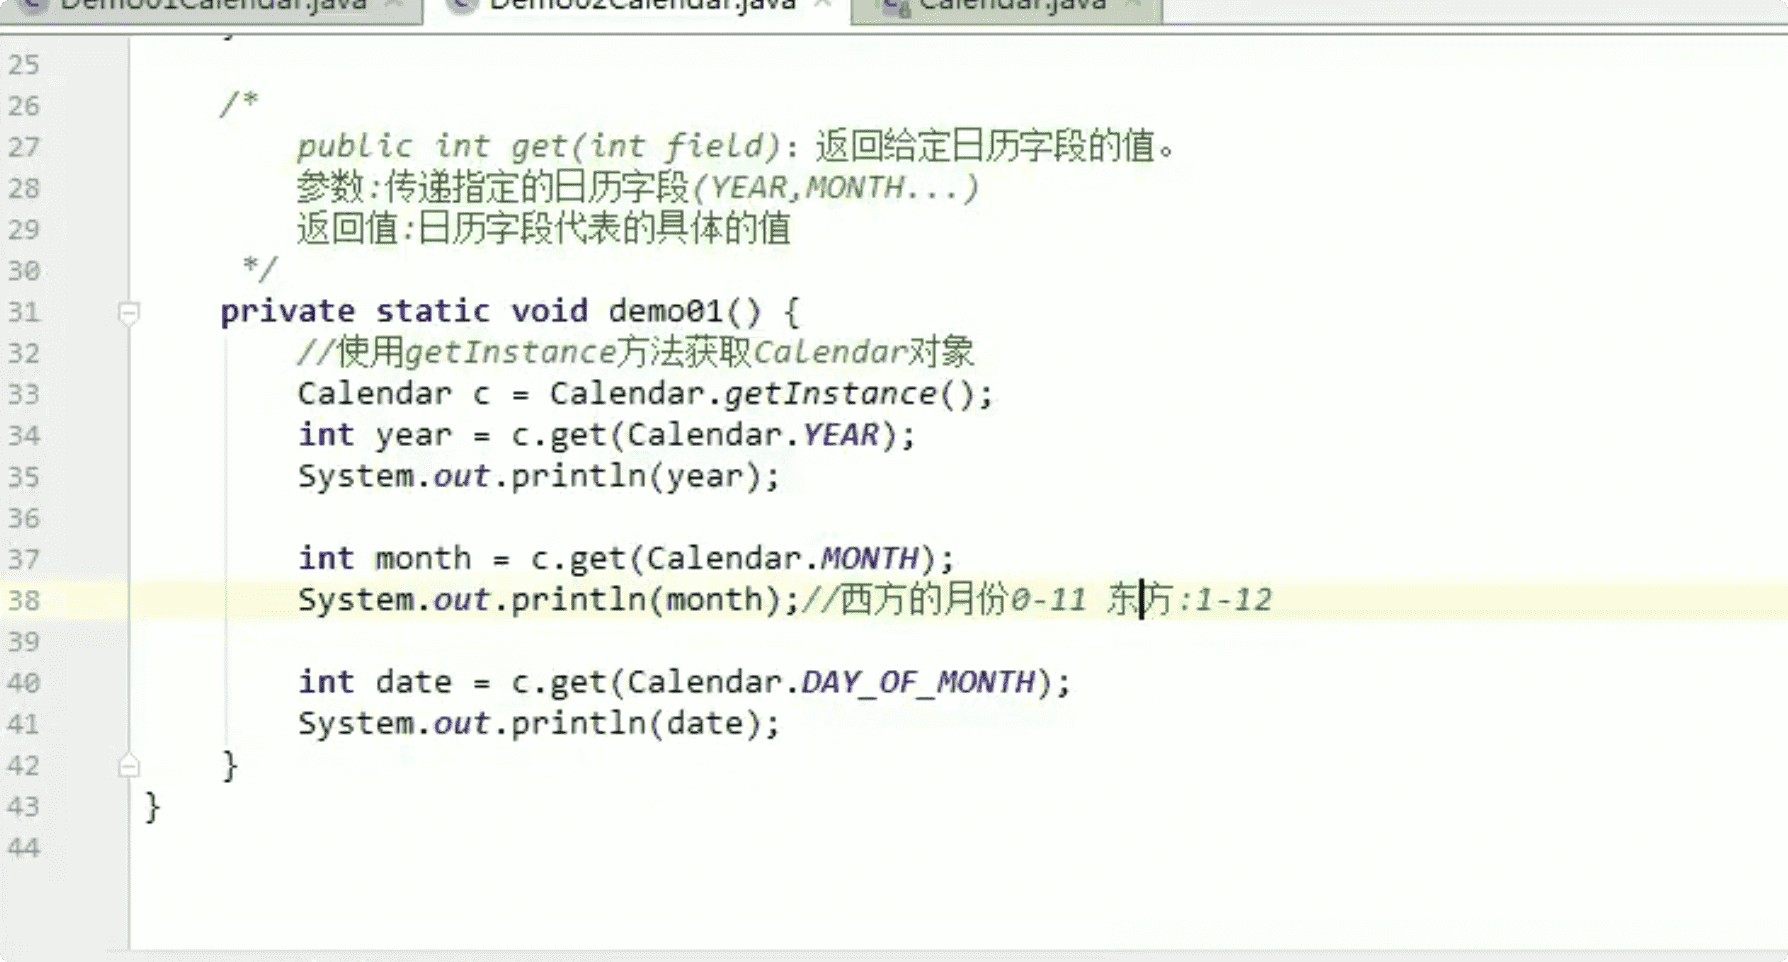 Demo01Calendar.java Demo02Calendar.java Calendar.java
25
26 /*
27 public int get(int field): 返回给定日历字段的值。
28 参数:传递指定的日历字段(YEAR,MONTH...)
29 返回值:日历字段代表的具体的值
30 */
31 private static void demo01() {
32 //使用getInstance方法获取Calendar对象
33 Calendar c = Calendar.getInstance();
34 int year = c.get(Calendar.YEAR);
35 System.out.println(year);
36
37 int month = c.get(Calendar.MONTH);
38 System.out.println(month);//西方的月份0-11 东方:1-12
39
40 int date = c.get(Calendar.DAY_OF_MONTH);
41 System.out.println(date);
42 }
43 }
44